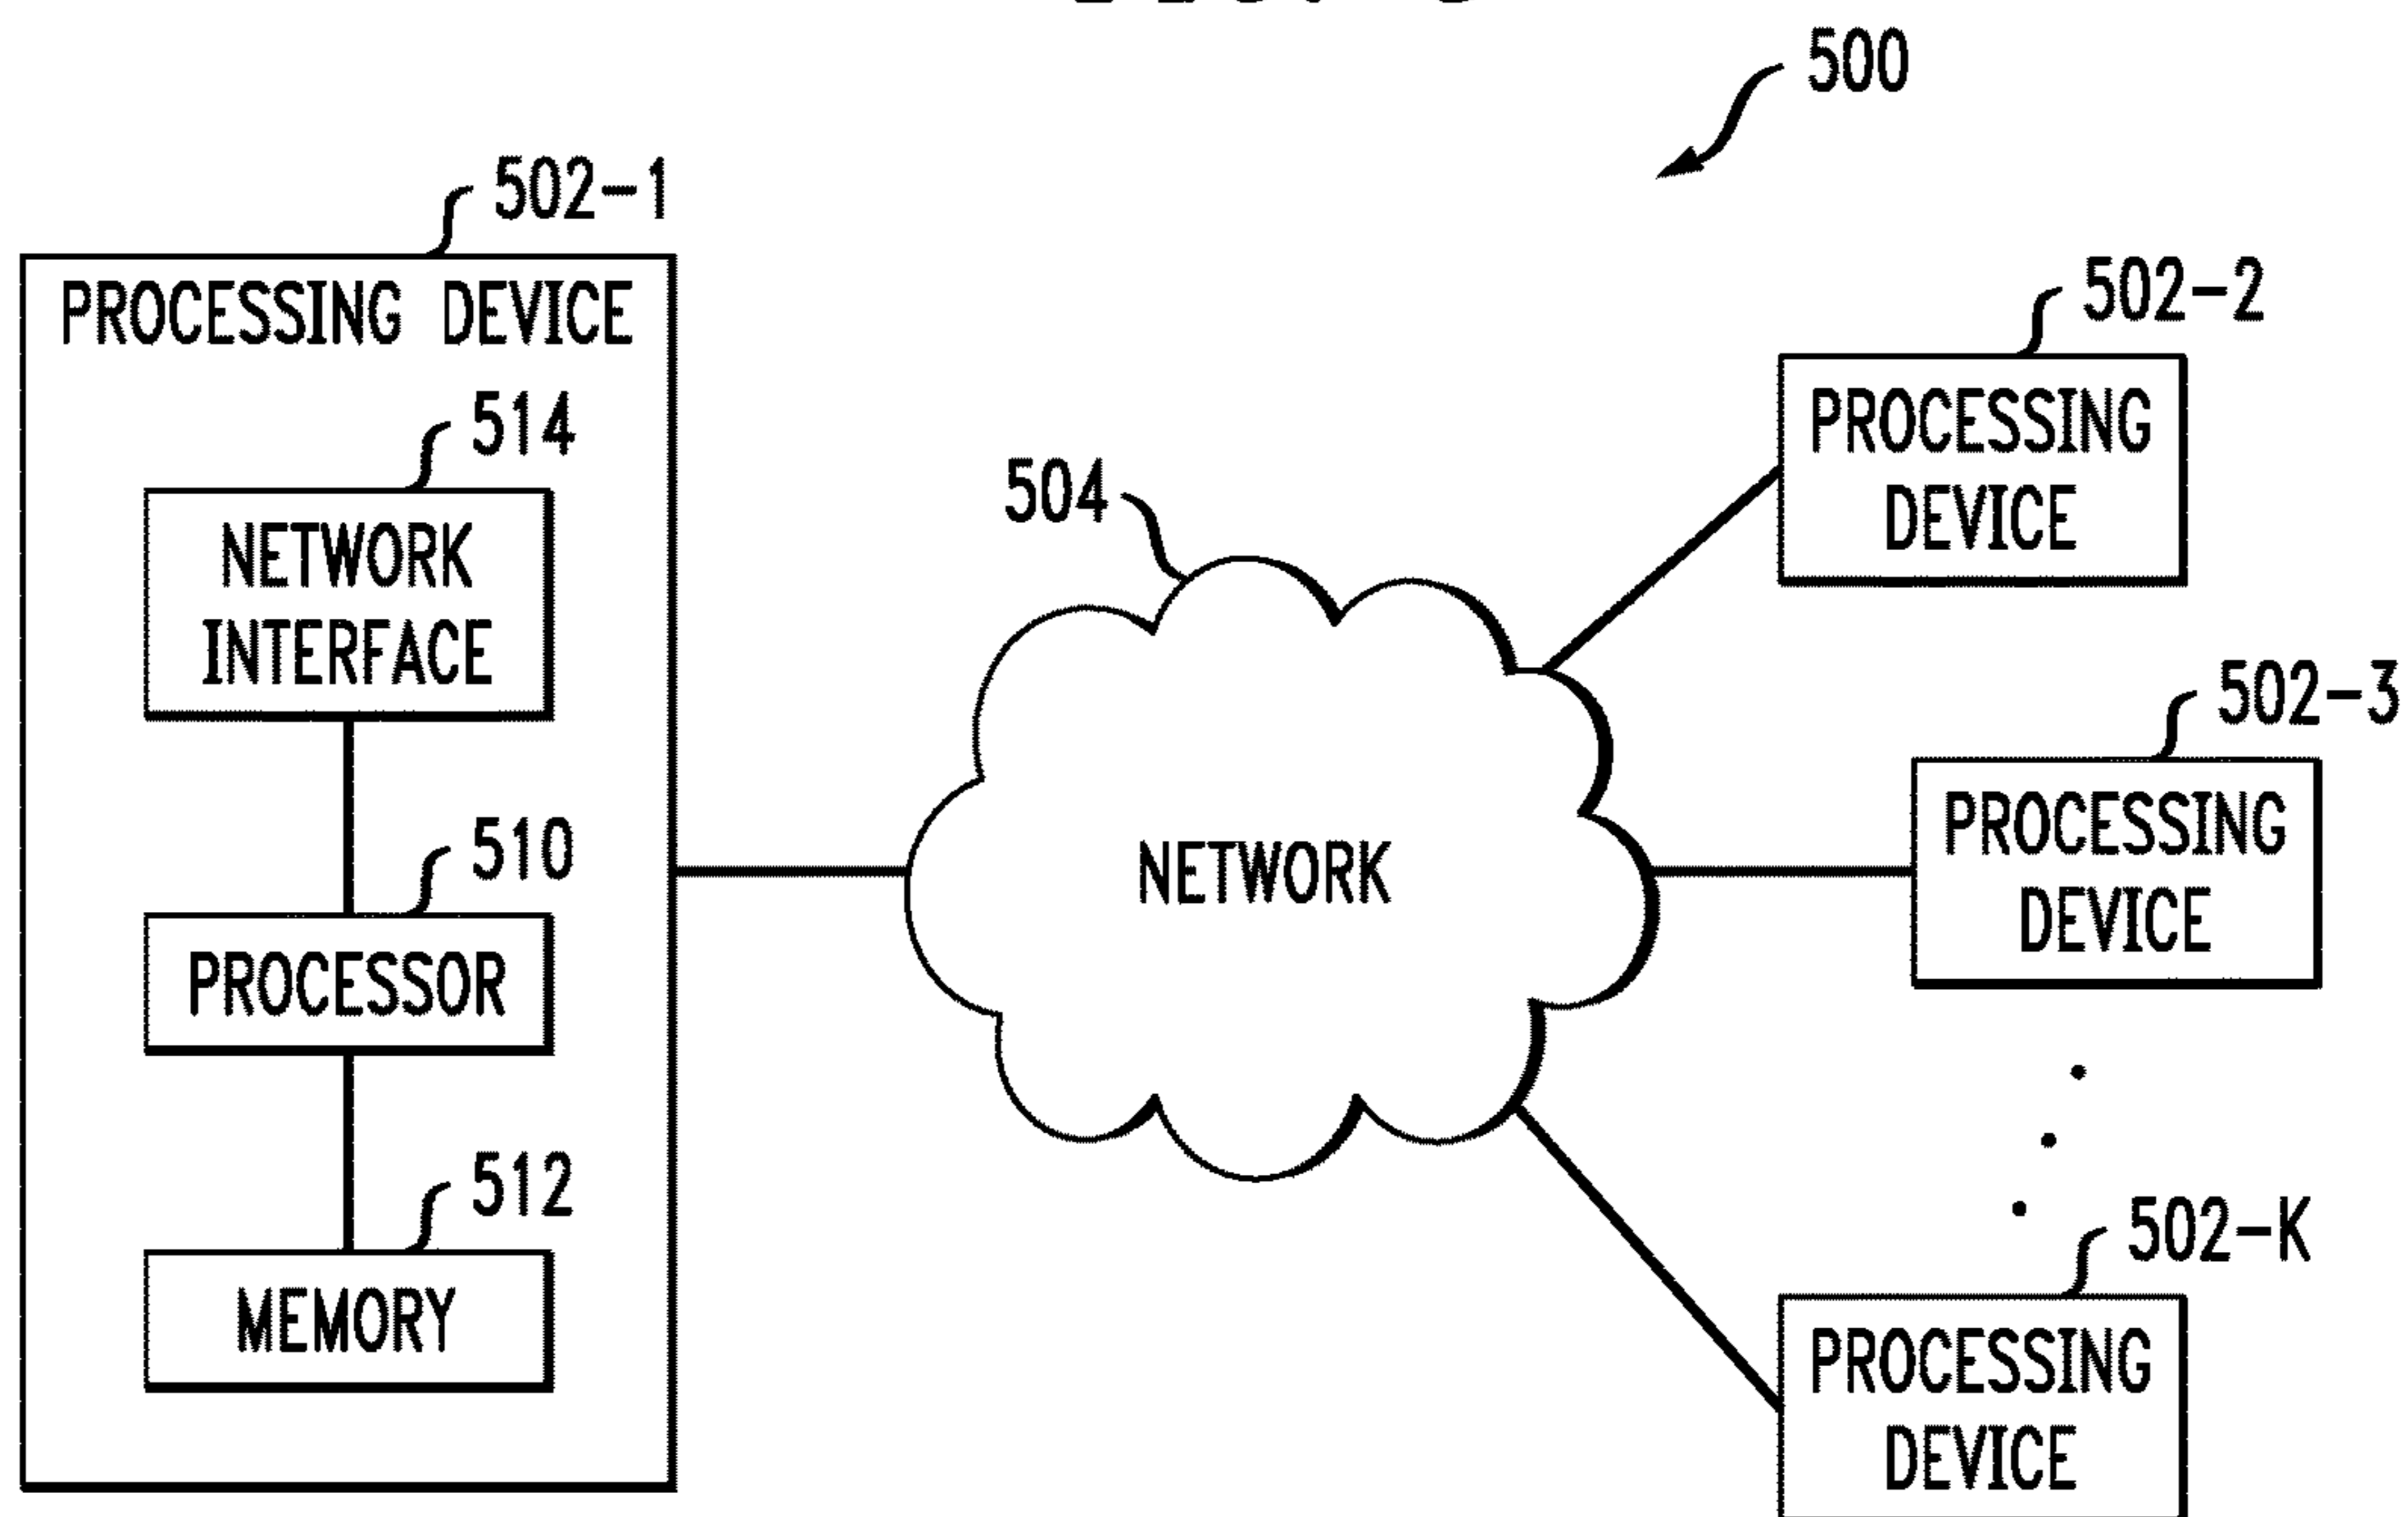 500
502-1
PROCESSING DEVICE
514
NETWORK
INTERFACE
510
PROCESSOR
512
MEMORY
504
NETWORK
502-2
PROCESSING
DEVICE
502-3
PROCESSING
DEVICE
502-K
PROCESSING
DEVICE